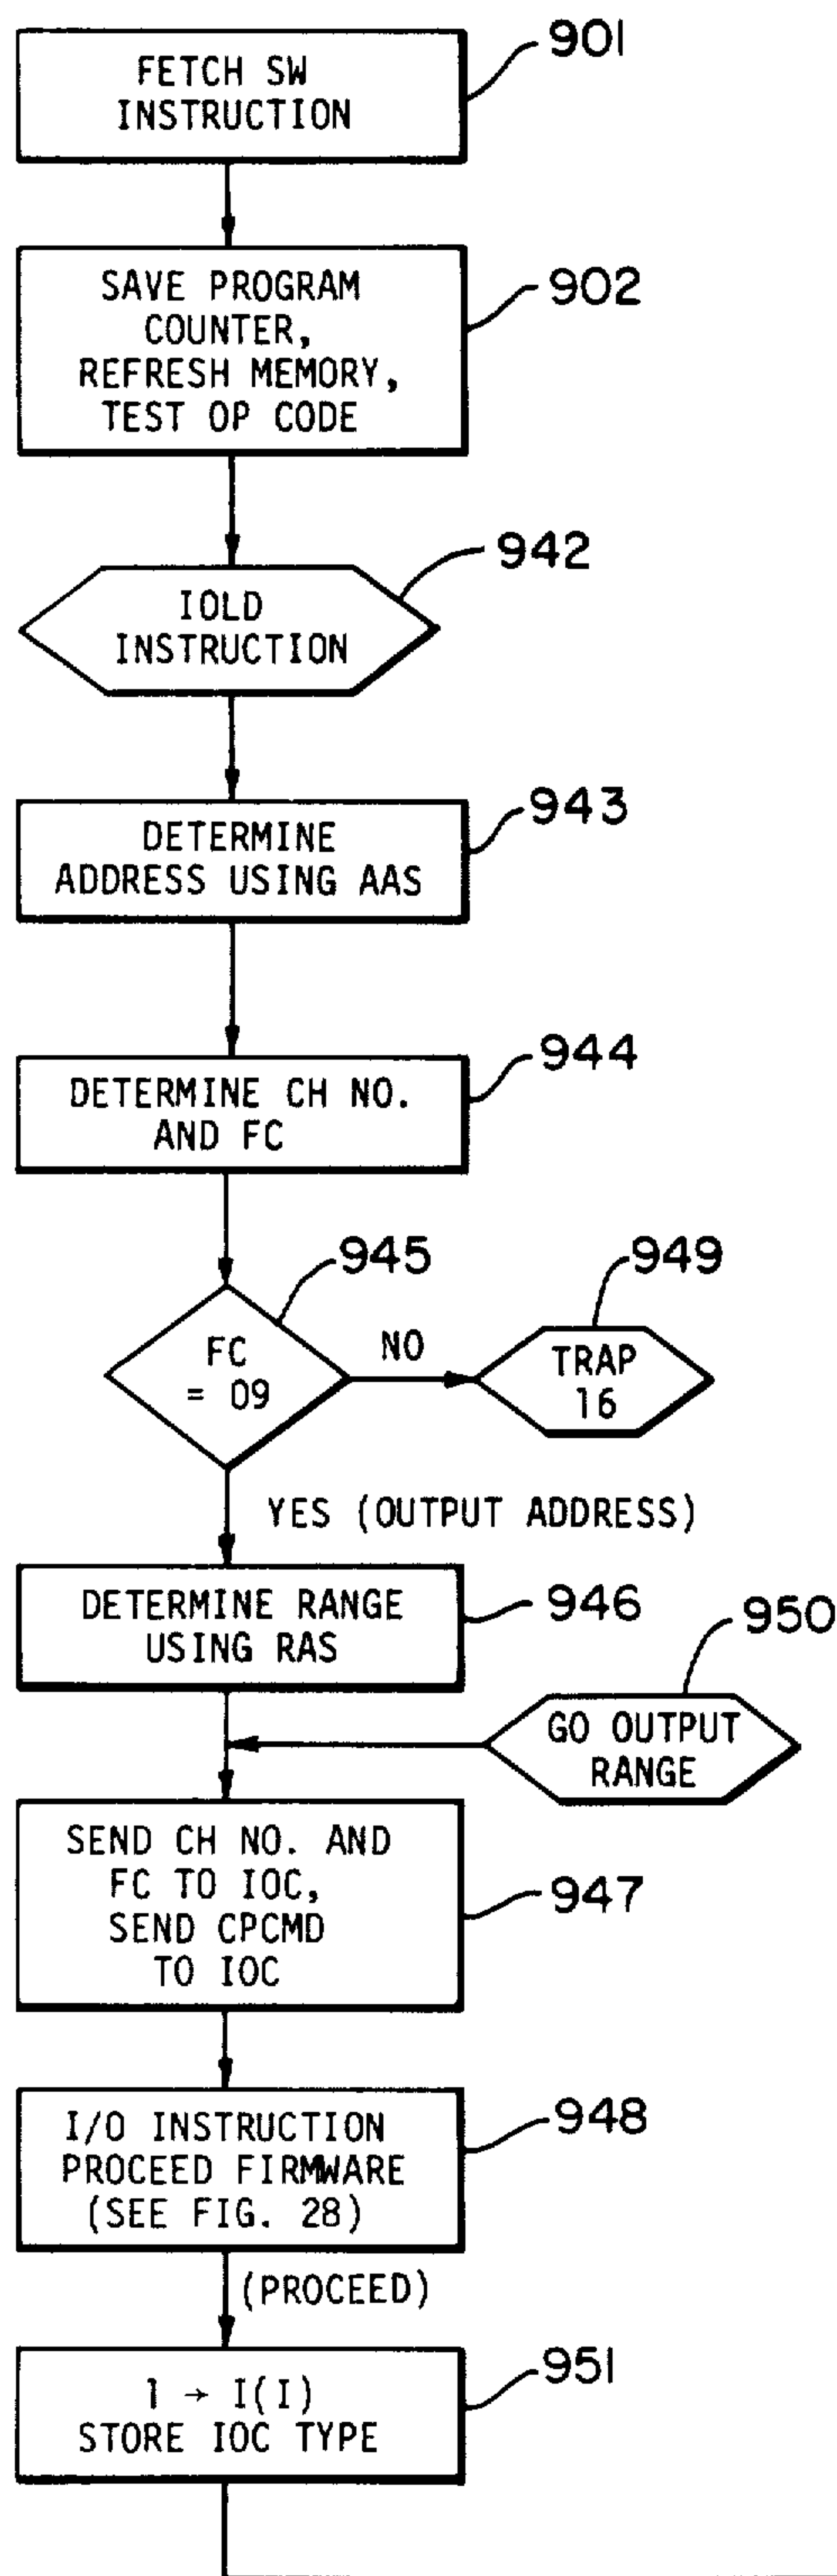 FETCH SW
INSTRUCTION
901
SAVE PROGRAM
COUNTER,
REFRESH MEMORY,
TEST OP CODE
902
IOLD
INSTRUCTION
942
DETERMINE
ADDRESS USING AAS
943
DETERMINE CH NO.
AND FC
944
FC
= 09
945
NO
TRAP
16
949
YES (OUTPUT ADDRESS)
DETERMINE RANGE
USING RAS
946
GO OUTPUT
RANGE
950
SEND CH NO. AND
FC TO IOC,
SEND CPCMD
TO IOC
947
I/O INSTRUCTION
PROCEED FIRMWARE
(SEE FIG. 28)
948
(PROCEED)
1 → I(I)
STORE IOC TYPE
951